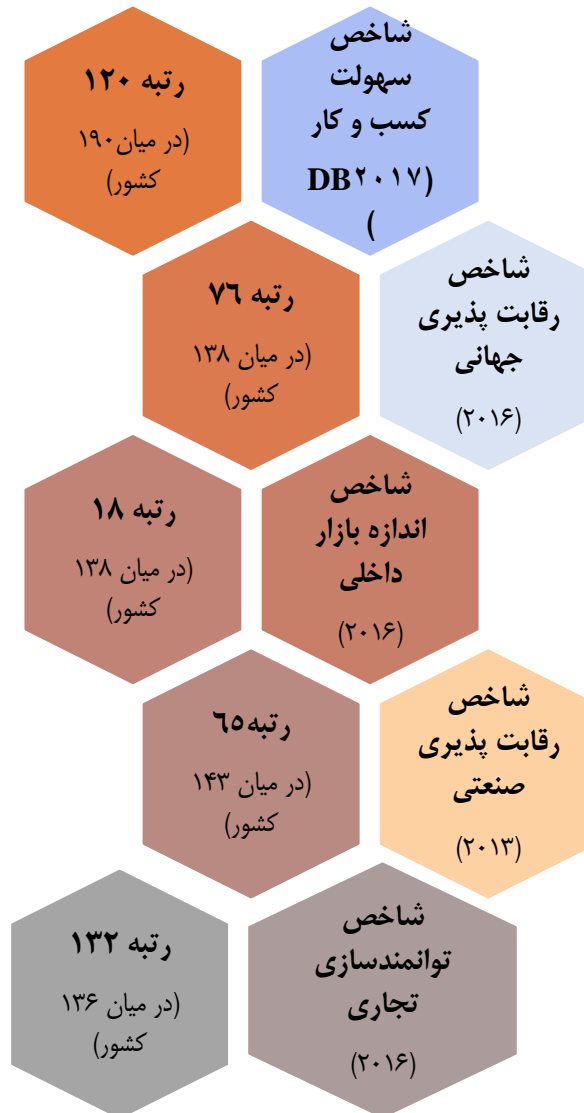 شاخص
سهولت
کسب و کار
(DB۲۰۱۷
)
رتبه ۱۲۰
(در میان۱۹۰
کشور)
شاخص
رقابت پذیری
جهانی
(۲۰۱۶)
رتبه ۷۶
(در میان ۱۳۸
کشور)
شاخص
اندازه بازار
داخلی
(۲۰۱۶)
رتبه ۱۸
(در میان ۱۳۸
کشور)
شاخص
رقابت پذیری
صنعتی
(۲۰۱۳)
رتبه۶۵
(در میان ۱۴۳
کشور)
شاخص
توانمندسازی
تجاری
(۲۰۱۶)
رتبه ۱۳۲
(در میان ۱۳۶
کشور)